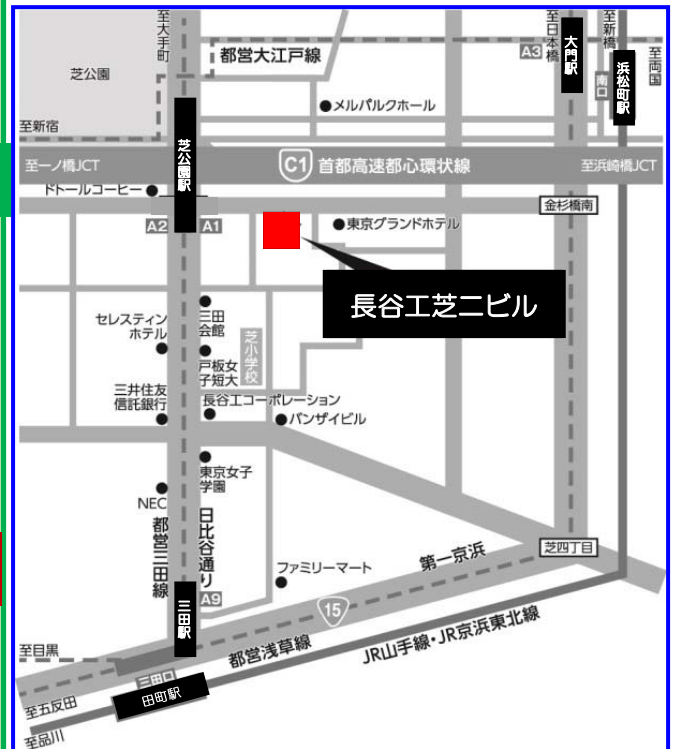 至大手町
都営大江戸線
至日本橋
A3
大門駅
至新橋
南口
浜松町駅
至両国
芝公園
メルパルクホール
至新宿
芝公園駅
至一ノ橋JCT
C1 首都高速都心環状線
至浜崎橋JCT
ドトールコーヒー
金杉橋南
A2
A1
東京グランドホテル
長谷工芝二ビル
セレスティン
ホテル
三田
会館
芝小学校
戸板女
子短大
三井住友
信託銀行
長谷工コーポレーション
バンザイビル
東京女子
学園
NEC
都営三田線
日比谷通り
ファミリーマート
第一京浜
芝四丁目
A9
15
三田駅
至目黒
都営浅草線
JR山手線・JR京浜東北線
三田口
田町駅
至五反田
至品川